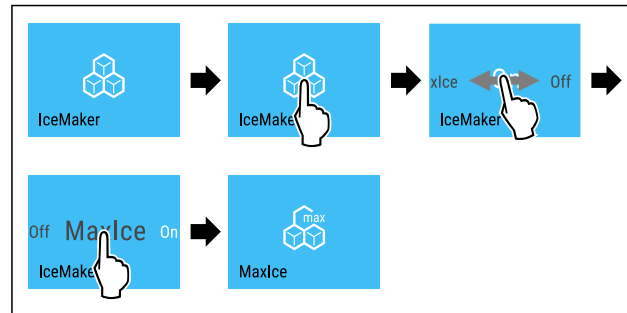 IceMaker
IceMake
xIce Off
IceMaker
Off MaxIce On
IceMake
max
MaxIce